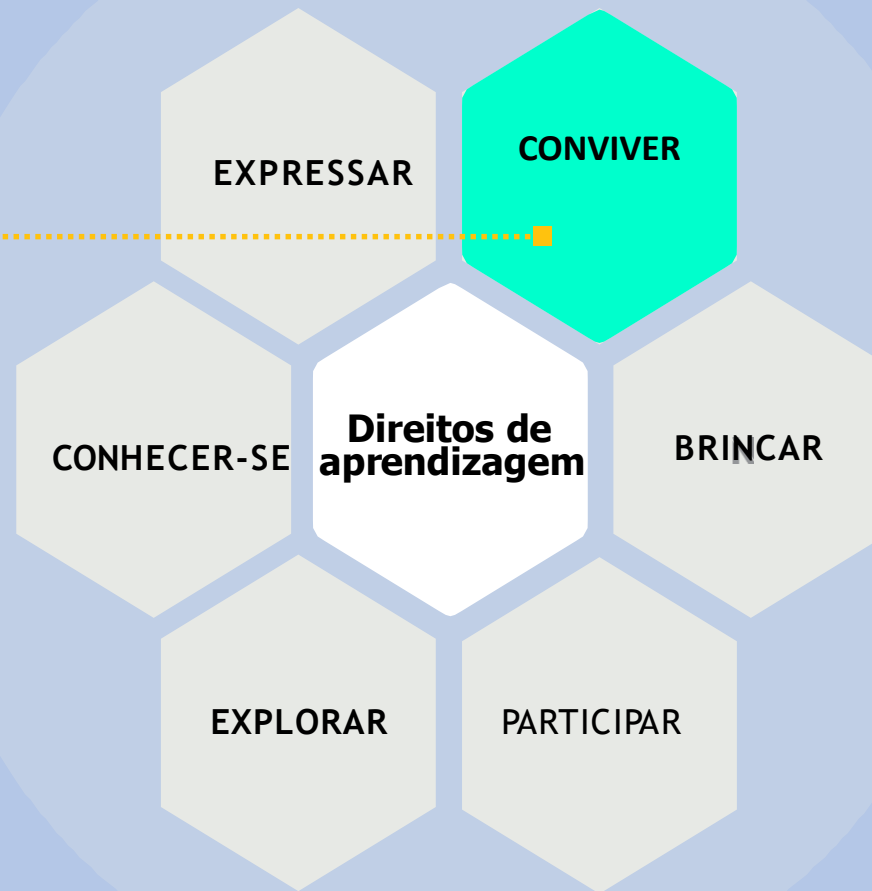 EXPRESSAR
CONVIVER
CONHECER-SE
Direitos de
aprendizagem
BRINCAR
EXPLORAR
PARTICIPAR